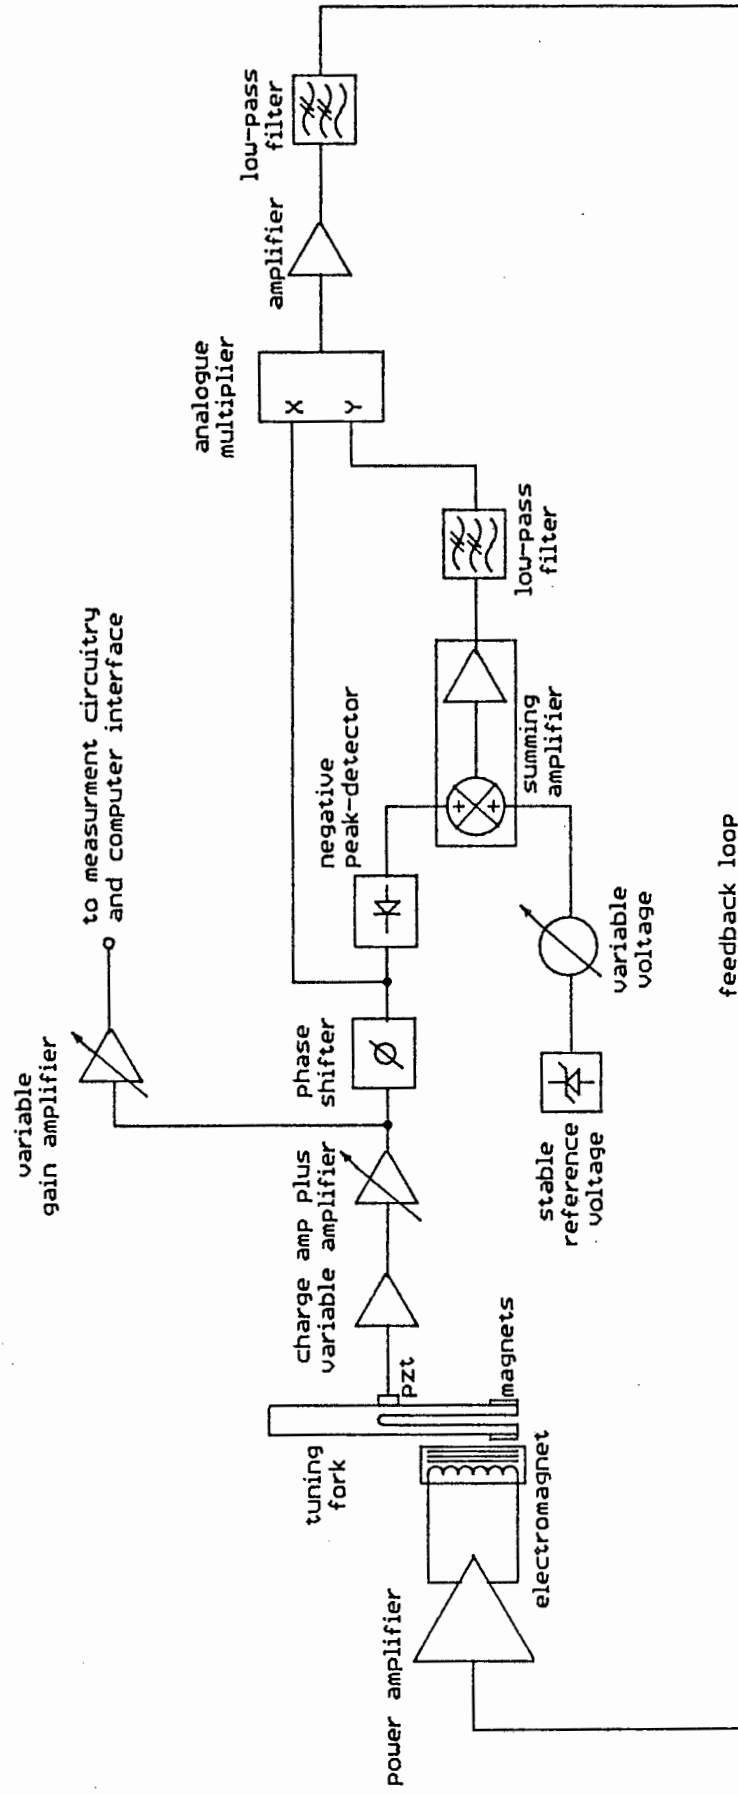 power amplifier
electromagnet
tuning
fork
magnets
pzt
charge amp plus
variable amplifier
variable
gain amplifier
to measurment circuitry
and computer interface
phase
shifter
ø
stable
reference
voltage
variable
voltage
negative
peak-detector
+
+
summing
amplifier
low-pass
filter
analogue
multiplier
X
Y
amplifier
low-pass
filter
feedback loop